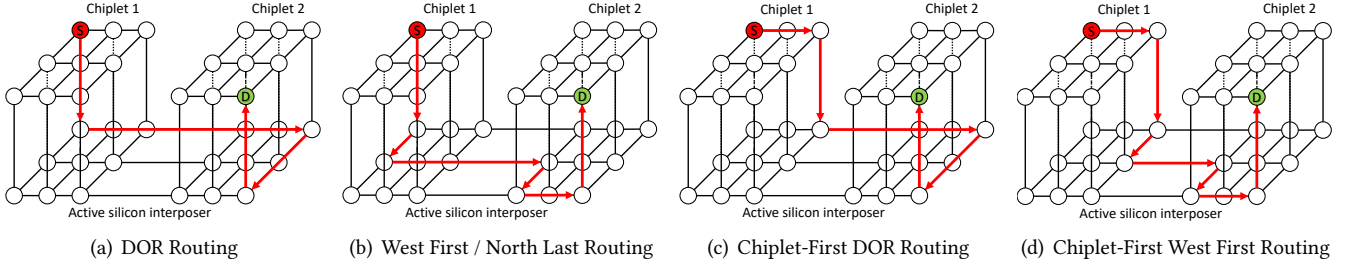 Chiplet 1 Chiplet 2 Chiplet 1 Chiplet 2 Chiplet 1 Chiplet 2 Chiplet 1 Chiplet 2
S S S S
D D D D
Active silicon interposer Active silicon interposer Active silicon interposer Active silicon interposer
(a) DOR Routing (b) West First / North Last Routing (c) Chiplet-First DOR Routing (d) Chiplet-First West First Routing